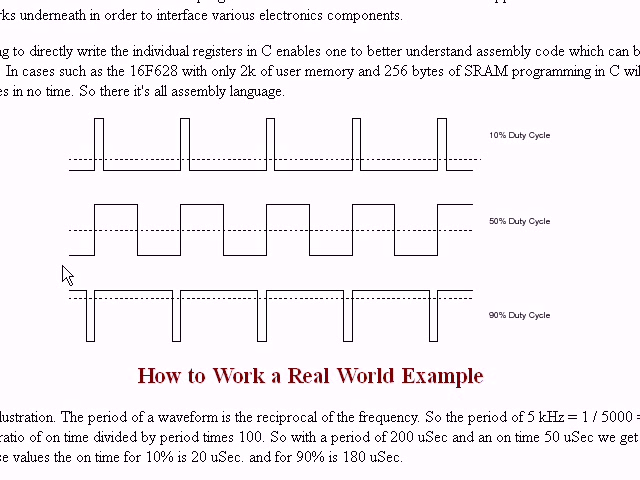 rks underneath in order to interface various electronics components.
ng to directly write the individual registers in C enables one to better understand assembly code which can b
In cases such as the 16F628 with only 2k of user memory and 256 bytes of SRAM programming in C wil
es in no time. So there it's all assembly language.
10% Duty Cycle
50% Duty Cycle
90% Duty Cycle
How to Work a Real World Example
lustration. The period of a waveform is the reciprocal of the frequency. So the period of 5 kHz = 1 / 5000 =
ratio of on time divided by period times 100. So with a period of 200 uSec and an on time 50 uSec we get
se values the on time for 10% is 20 uSec. and for 90% is 180 uSec.